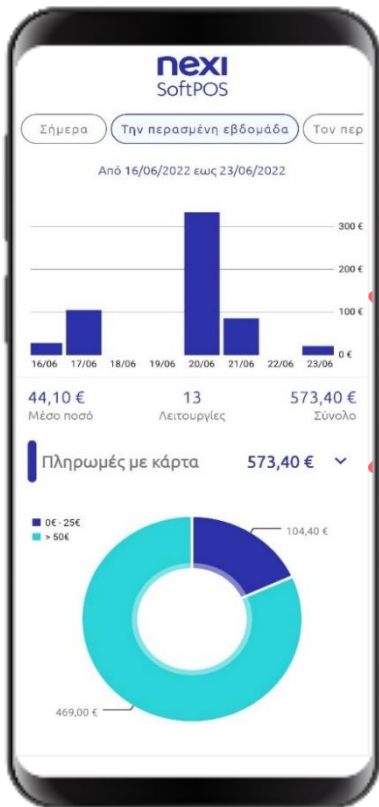 nexi
SoftPOS
Σήμερα
Την περασμένη εβδομάδα
Τον περ
Από 16/06/2022 εως 23/06/2022
300 €
200 €
100 €
0 €
16/06 17/06 18/06 19/06 20/06 21/06 22/06 23/06
44,10 € 13 573,40 €
Μέσο ποσό Λειτουργίες Σύνολο
Πληρωμές με κάρτα 573,40 €
0€ - 25€
> 50€
104,40 €
469,00 €